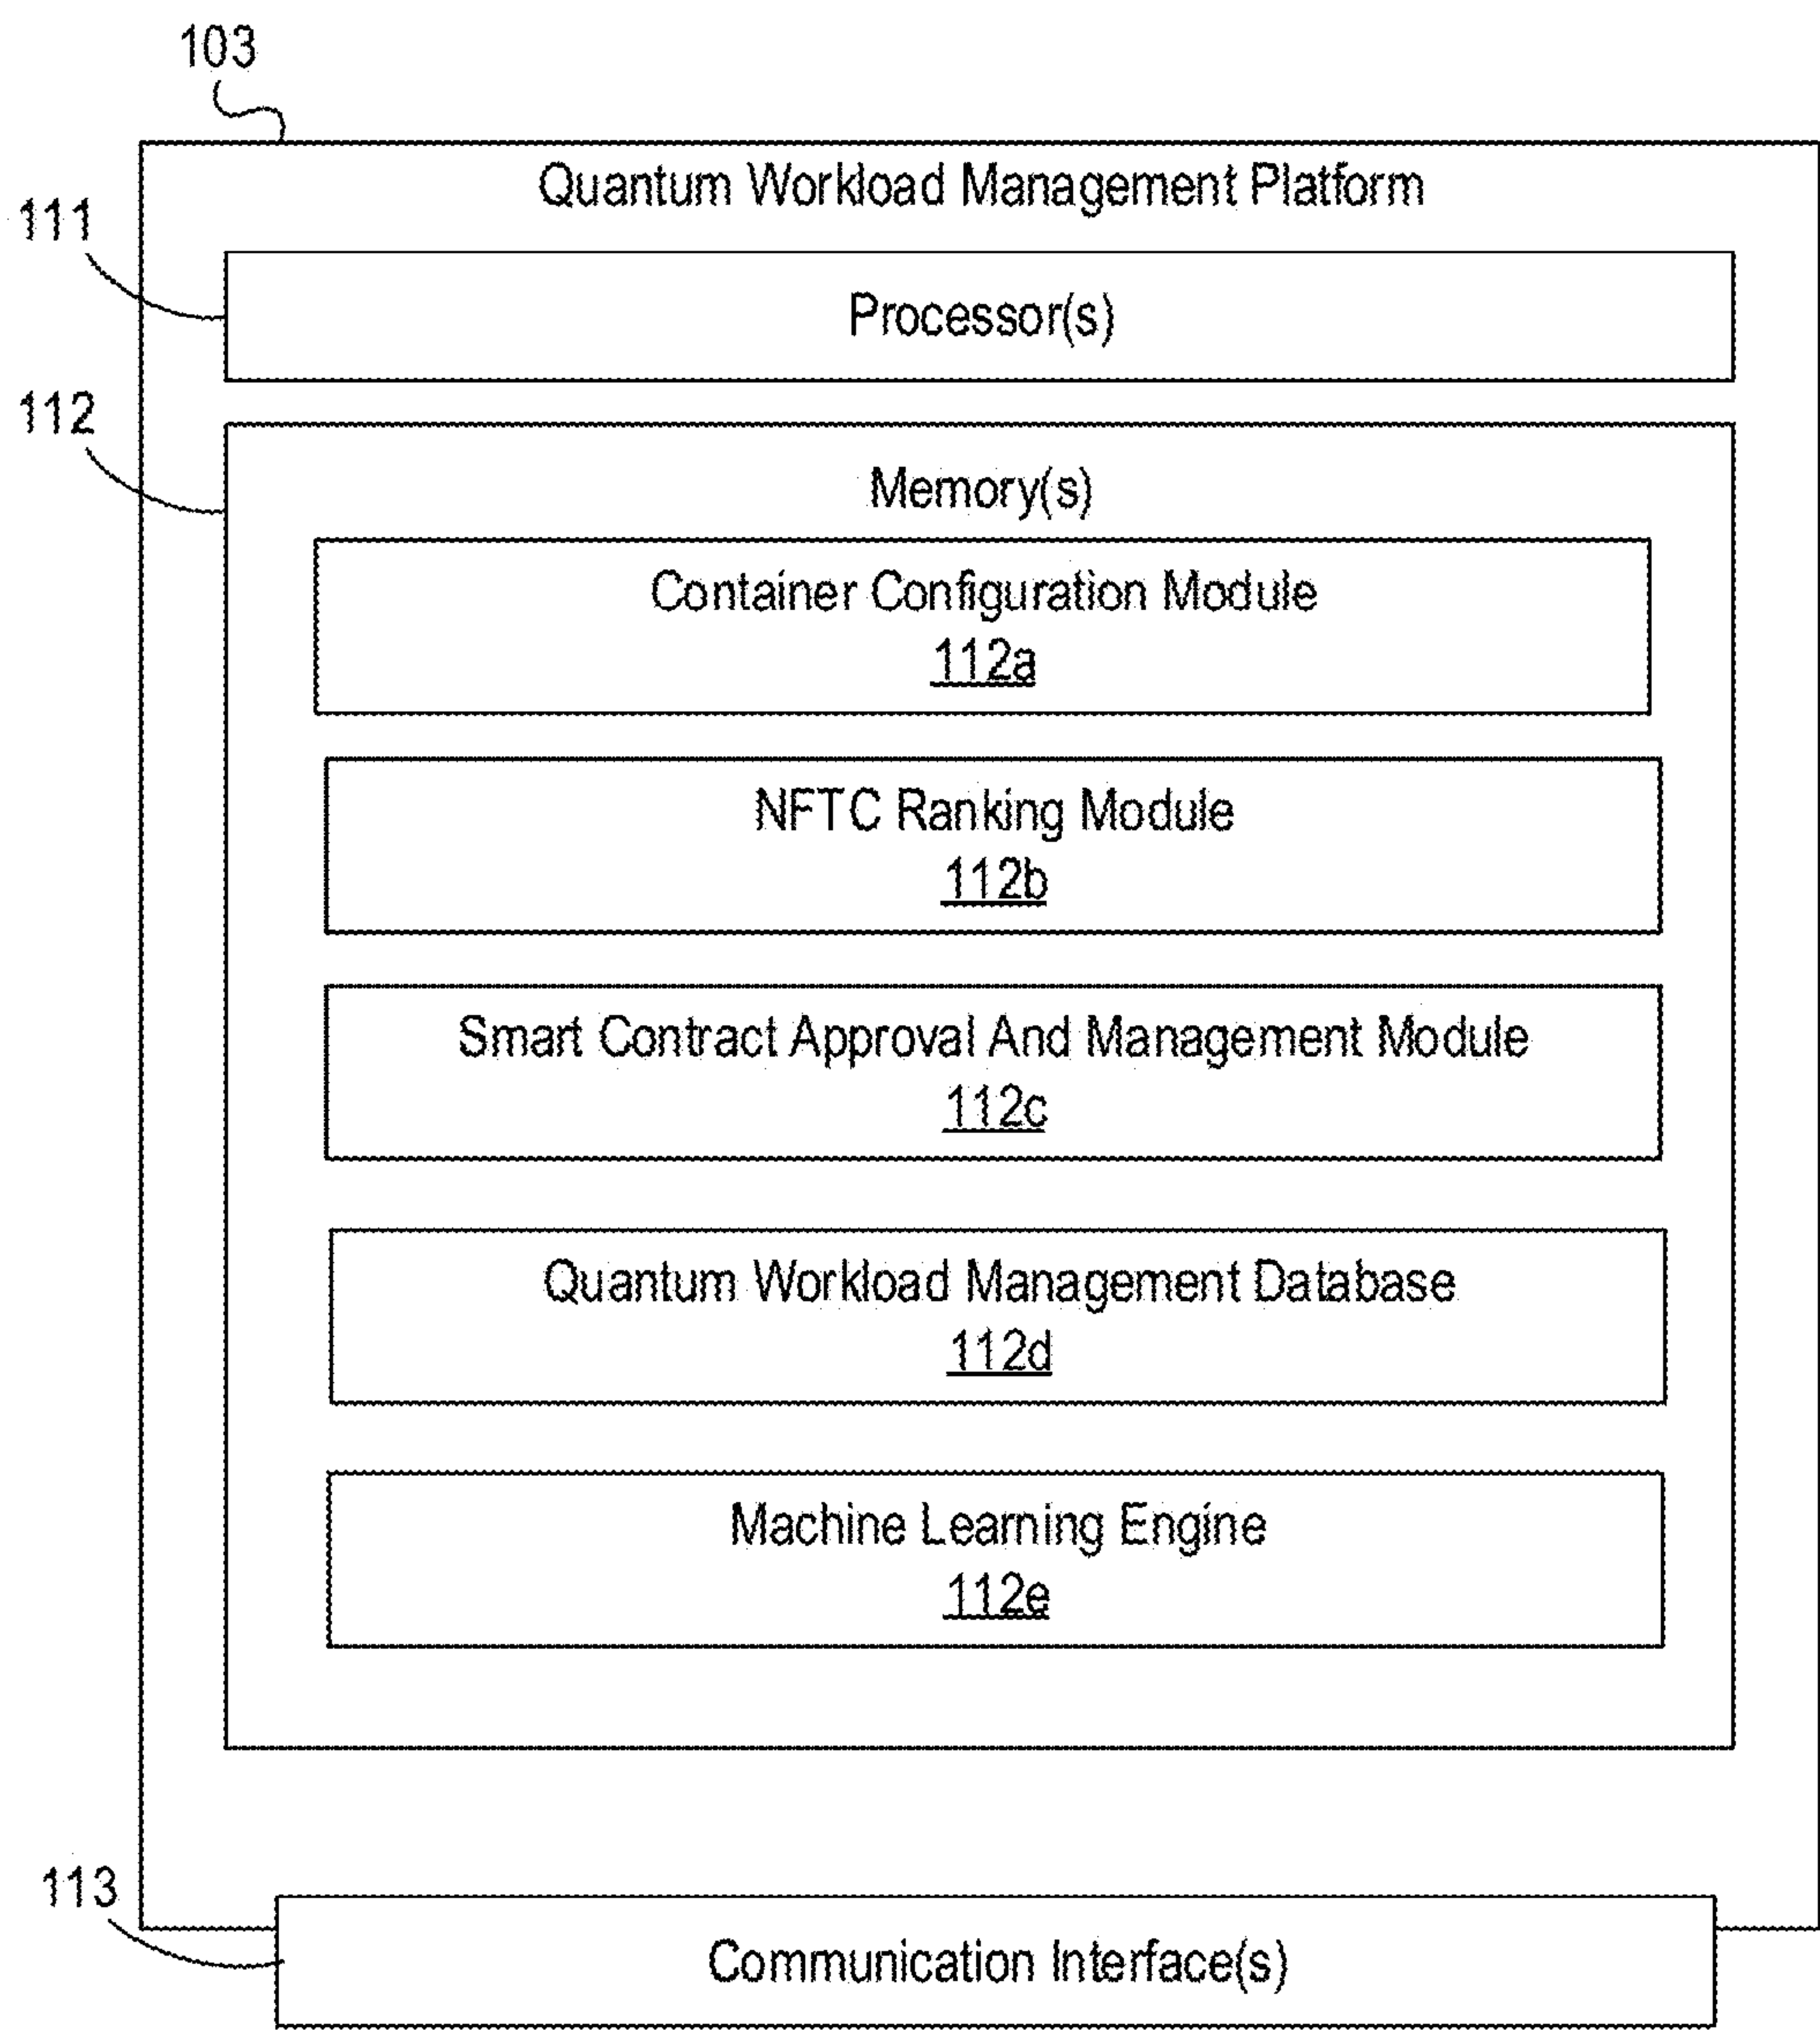 103
Quantum Workload Management Platform
111
Processor(s)
112
Memory(s)
Container Configuration Module
112a
NFTC Ranking Module
112b
Smart Contract Approval And Management Module
112c
Quantum Workload Management Database
112d
Machine Learning Engine
112e
113
Communication Interface(s)